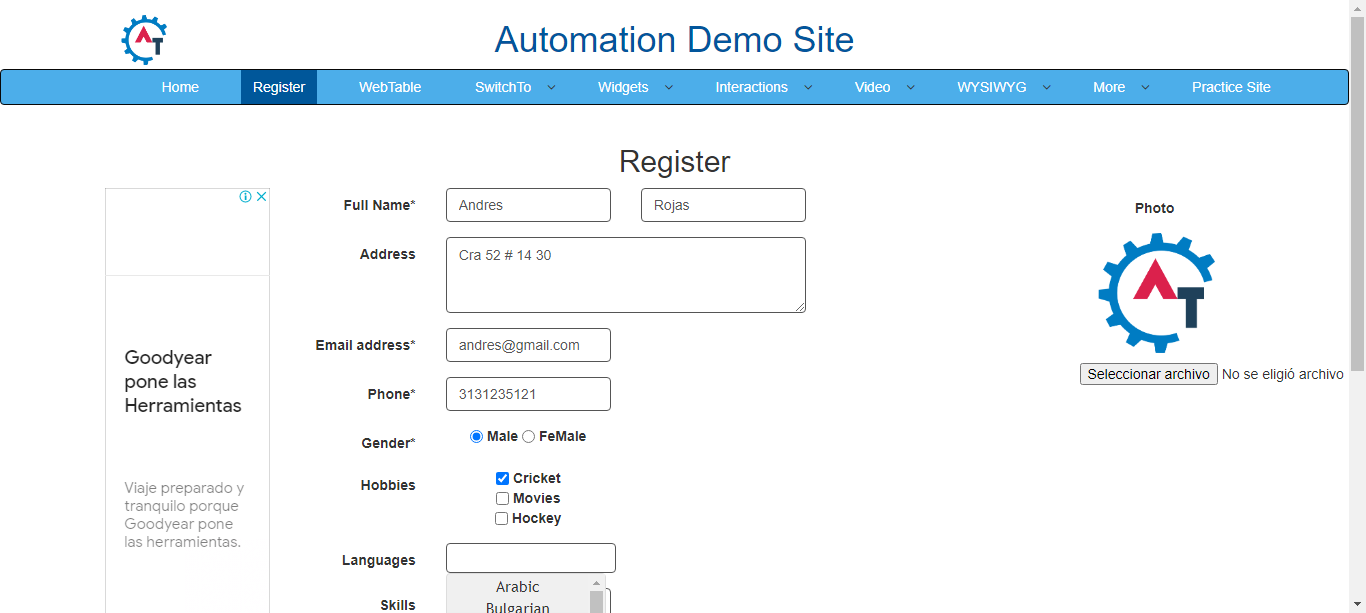 AT
Automation Demo Site
Home Register WebTable SwitchTo Widgets Interactions Video WYSIWYG More Practice Site
Register
Full Name* Andres Rojas
Photo
Address Cra 52 # 14 30
AT
Email address* andres@gmail.com
Seleccionar archivo No se eligió archivo
Phone* 3131235121
Gender* Male FeMale
Hobbies Cricket
Movies
Hockey
Languages
Arabic
Skills Bulgarian
Goodyear
pone las
Herramientas
Viaje preparado y
tranquilo porque
Goodyear pone
las herramientas.